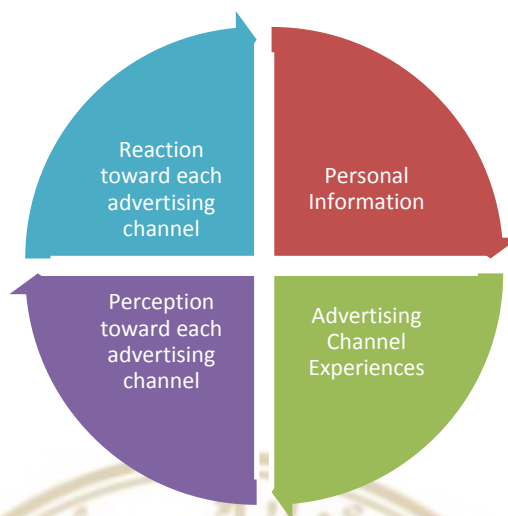 Reaction
toward each
advertising
channel
Personal
Information
Perception
toward each
advertising
channel
Advertising
Channel
Experiences